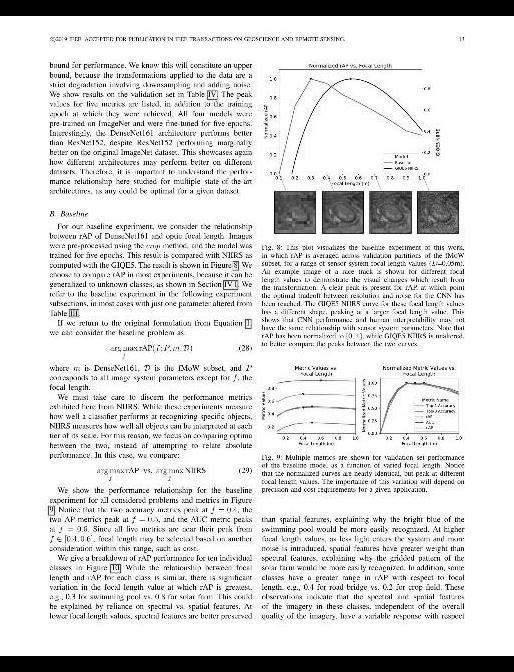 ©2019 IEEE. ACCEPTED FOR PUBLICATION IN IEEE TRANSACTIONS ON GEOSCIENCE AND REMOTE SENSING.
13
bound for performance. We know this will constitute an upper
bound, because the transformations applied to the data are a
strict degradation involving downsampling and adding noise.
We show results on the validation set in Table IV. The peak
values for five metrics are listed, in addition to the training
epoch at which they were achieved. All four models were
pre-trained on ImageNet and were fine-tuned for five epochs.
Interestingly, the DenseNet161 architecture performs better
than ResNet152, despite ResNet152 performing marginally
better on the original ImageNet dataset. This showcases again
how different architectures may perform better on different
datasets. Therefore, it is important to understand the perfor-
mance relationship here studied for multiple state-of-the-art
architectures, as any could be optimal for a given dataset.
B. Baseline
For our baseline experiment, we consider the relationship
between rAP of DenseNet161 and optic focal length. Images
were pre-processed using the crop method, and the model was
trained for five epochs. This result is compared with NIIRS as
computed with the GIQE5. The result is shown in Figure 8. We
choose to compare rAP in most experiments, because it can be
generalized to unknown classes, as shown in Section
refer to the baseline experiment in the following experiment
subsections, in most cases with just one parameter altered from
Table III.
If we return to the original formulation from Equation 1,
we can consider the baseline problem as
arg max rAP(f; I*, m, D) (28)
f
where m is DenseNet161, D is the fMoW subset, and I*
corresponds to all image system parameters except for f, the
focal length.
We must take care to discern the performance metrics
exhibited here from NIIRS. While these experiments measure
how well a classifier performs at recognizing specific objects,
NIIRS measures how well all objects can be interpreted at each
tier of its scale. For this reason, we focus on comparing optima
between the two, instead of attempting to relate absolute
performance. In this case, we compare:
arg max rAP vs. arg max NIIRS (29)
f f
We show the performance relationship for the baseline
experiment for all considered problems and metrics in Figure
9. Notice that the two accuracy metrics peak at f = 0.4, the
two AP metrics peak at f = 0.5, and the AUC metric peaks
at f = 0.6. Since all five metrics are near their peak from
f ∈ [0.4, 0.6], focal length may be selected based on another
consideration within this range, such as cost.
We give a breakdown of rAP performance for ten individual
classes in Figure 10. While the relationship between focal
length and rAP for each class is similar, there is significant
variation in the focal length value at which rAP is greatest,
e.g., 0.3 for swimming pool vs. 0.8 for solar farm. This could
be explained by reliance on spectral vs. spatial features. At
lower focal length values, spectral features are better preserved
Normalized rAP vs. Focal Length
Normalized rAP
1.0
0.8
0.6
0.4
0.2
0.0
GIQE5 NIIRS
Model
Baseline
GIQE5 NIIRS
0.1 0.2 0.3 0.4 0.5 0.6 0.7 0.8 0.9 1.0
Focal Length (m)
Fig. 8: This plot visualizes the baseline experiment of this work,
in which rAP is averaged across validation partitions of the fMoW
subset, for a range of sensor system focal length values
An example image of a race track is shown for different focal
length values to demonstrate the visual changes which result from
the transformation. A clear peak is present for rAP, at which point
the optimal tradeoff between resolution and noise for the CNN has
been reached. The GIQE5 NIIRS curve for these focal length values
has a different shape, peaking at a larger focal length value. This
shows that CNN performance and human interpretability may not
have the same relationship with sensor system parameters. Note that
rAP has been normalized to [0, 1], while GIQE5 NIIRS is unaltered,
to better compare the peaks between the two curves.
Metric Values vs.
Focal Length
Metric Values
0.2 0.4 0.6 0.8 1.0
Focal Length (m)
Normalized Metric Values vs.
Focal Length
1.00
0.75
0.50
0.25
0.00
Metric Name
Top-1 Accuracy
Top-3 Accuracy
0.2 0.4 0.6 0.8 1.0
Focal Length (m)
Fig. 9: Multiple metrics are shown for validation set performance
of the baseline model, as a function of varied focal length. Notice
that the normalized curves are nearly identical, but peak at different
focal length values. The importance of this variation will depend on
precision and cost requirements for a given application.
than spatial features, explaining why the bright blue of the
swimming pool would be more easily recognized. At higher
focal length values, as less light enters the system and more
noise is introduced, spatial features have greater weight than
spectral features, explaining why the gridded pattern of the
solar farm would be more easily recognized. In addition, some
classes have a greater range in rAP with respect to focal
length, e.g., 0.4 for road bridge vs. 0.2 for crop field. These
observations indicate that the spectral and spatial features
of the imagery in these classes, independent of the overall
quality of the imagery, have a variable response with respect